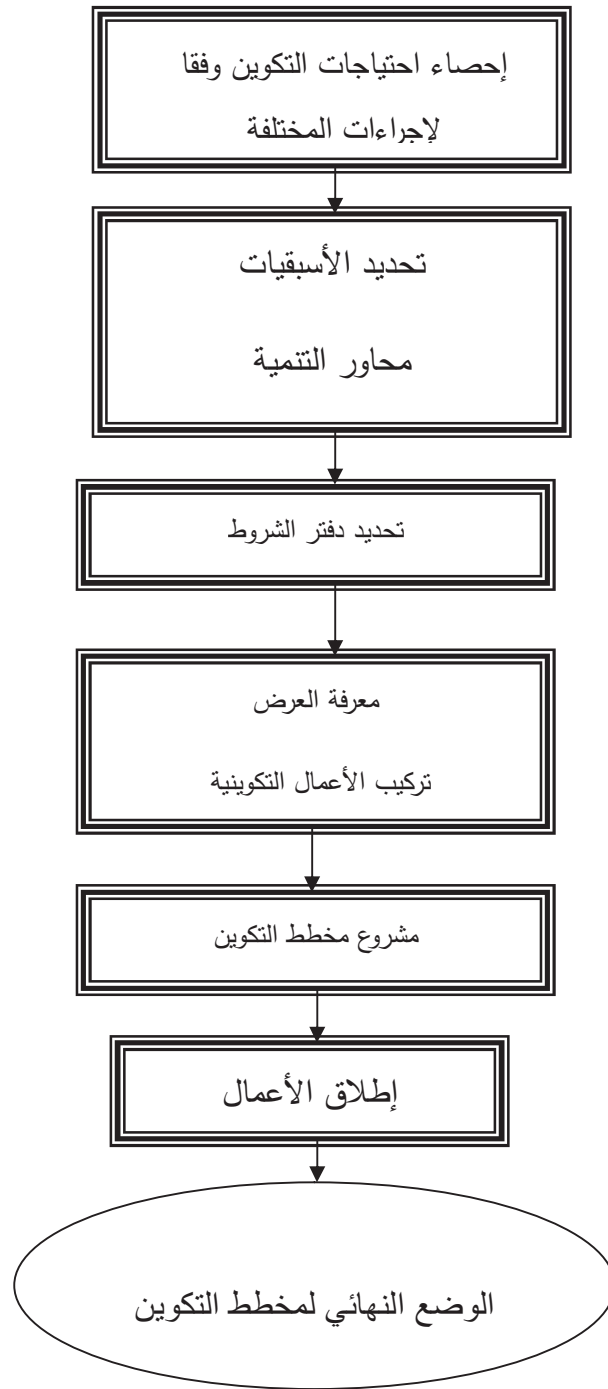 إحصاء احتياجات التكوين وفقا
لإجراءات المختلفة
تحديد الأسبقيات
محاور التنمية
تحديد دفتر الشروط
معرفة العرض
تركيب الأعمال التكوينية
مشروع مخطط التكوين
إطلاق الأعمال
الوضع النهائي لمخطط التكوين